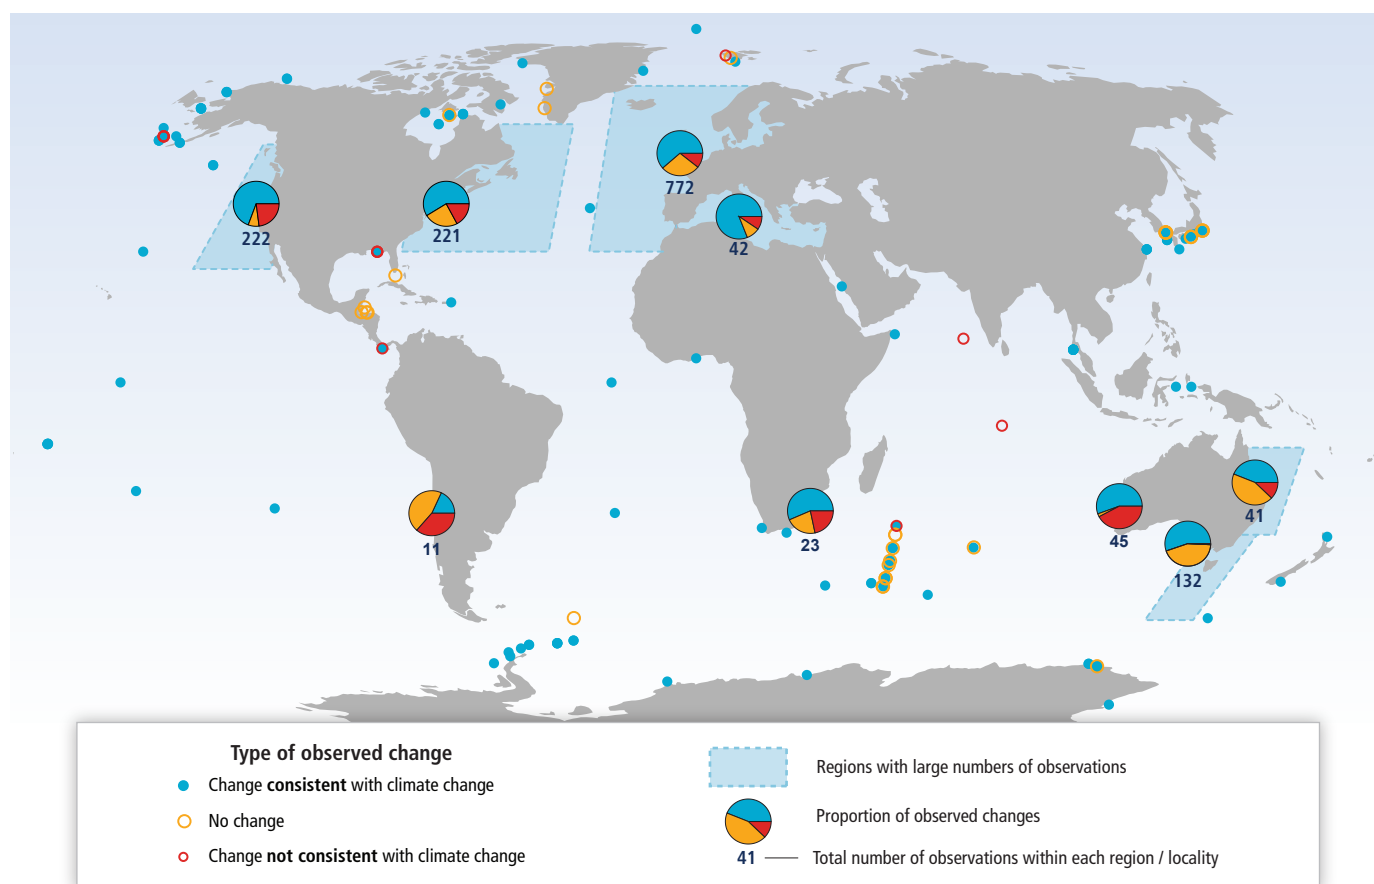 772
222
221
42
11
23
45
41
132
Type of observed change
Change consistent with climate change
No change
Change not consistent with climate change
Regions with large numbers of observations
Proportion of observed changes
41
Total number of observations within each region / locality